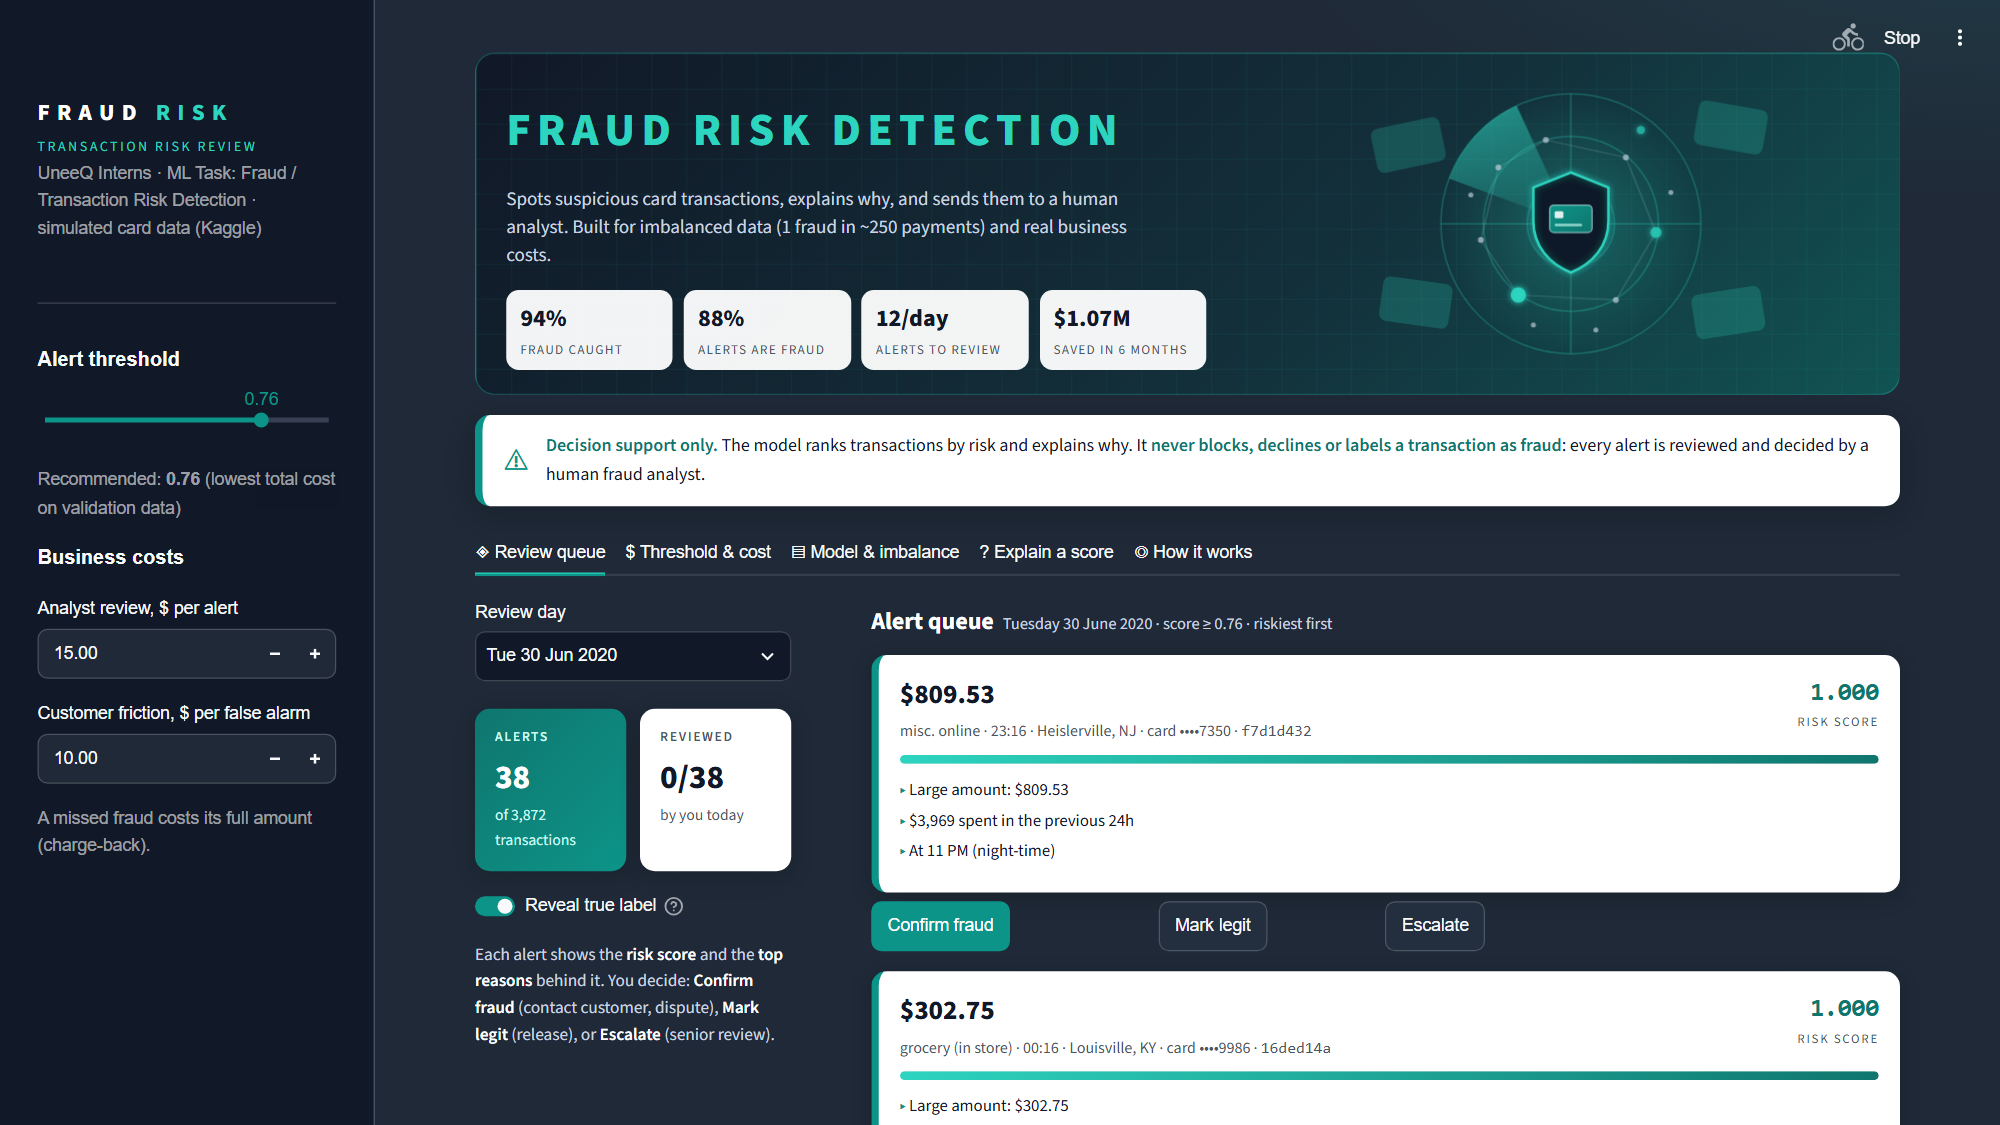 Stop
FRAUD RISK
TRANSACTION RISK REVIEW
UneeQ Interns · ML Task: Fraud /
Transaction Risk Detection ·
simulated card data (Kaggle)
Alert threshold
0.76
Recommended: 0.76 (lowest total cost
on validation data)
Business costs
Analyst review, $ per alert
15.00
Customer friction, $ per false alarm
10.00
A missed fraud costs its full amount
(charge-back).
FRAUD RISK DETECTION
Spots suspicious card transactions, explains why, and sends them to a human
analyst. Built for imbalanced data (1 fraud in ~250 payments) and real business
costs.
94%
FRAUD CAUGHT
88%
ALERTS ARE FRAUD
12/day
ALERTS TO REVIEW
$1.07M
SAVED IN 6 MONTHS
Decision support only. The model ranks transactions by risk and explains why. It never blocks, declines or labels a transaction as fraud: every alert is reviewed and decided by a
human fraud analyst.
Review queue $ Threshold & cost Model & imbalance ? Explain a score How it works
Review day
Tue 30 Jun 2020
ALERTS
38
of 3,872
transactions
REVIEWED
0/38
by you today
Reveal true label
Each alert shows the risk score and the top
reasons behind it. You decide: Confirm
fraud (contact customer, dispute), Mark
legit (release), or Escalate (senior review).
Alert queue Tuesday 30 June 2020 · score ≥ 0.76 · riskiest first
$809.53
1.000
RISK SCORE
misc. online · 23:16 · Heislerville, NJ · card ••••7350 · f7d1d432
▸ Large amount: $809.53
▸ $3,969 spent in the previous 24h
▸ At 11 PM (night-time)
Confirm fraud
Mark legit
Escalate
$302.75
1.000
RISK SCORE
grocery (in store) · 00:16 · Louisville, KY · card ••••9986 · 16ded14a
▸ Large amount: $302.75